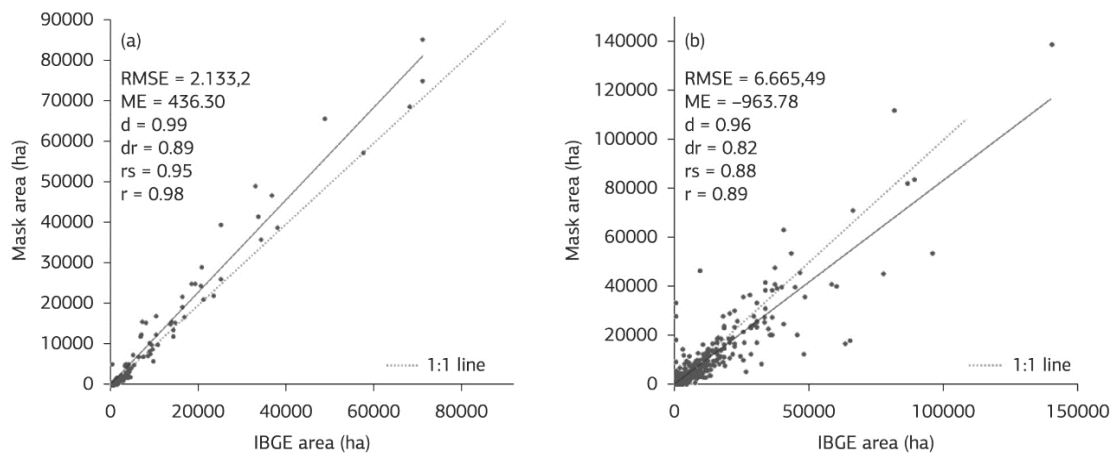 (a)
RMSE = 2.133,2
ME = 436.30
d = 0.99
dr = 0.89
rs = 0.95
r = 0.98
90000
80000
70000
60000
50000
40000
30000
20000
10000
0
Mask area (ha)
0
20000
40000
60000
80000
IBGE area (ha)
1:1 line
(b)
RMSE = 6.665,49
ME = –963.78
d = 0.96
dr = 0.82
rs = 0.88
r = 0.89
140000
120000
100000
80000
60000
40000
20000
0
Mask area (ha)
0
50000
100000
150000
IBGE area (ha)
1:1 line